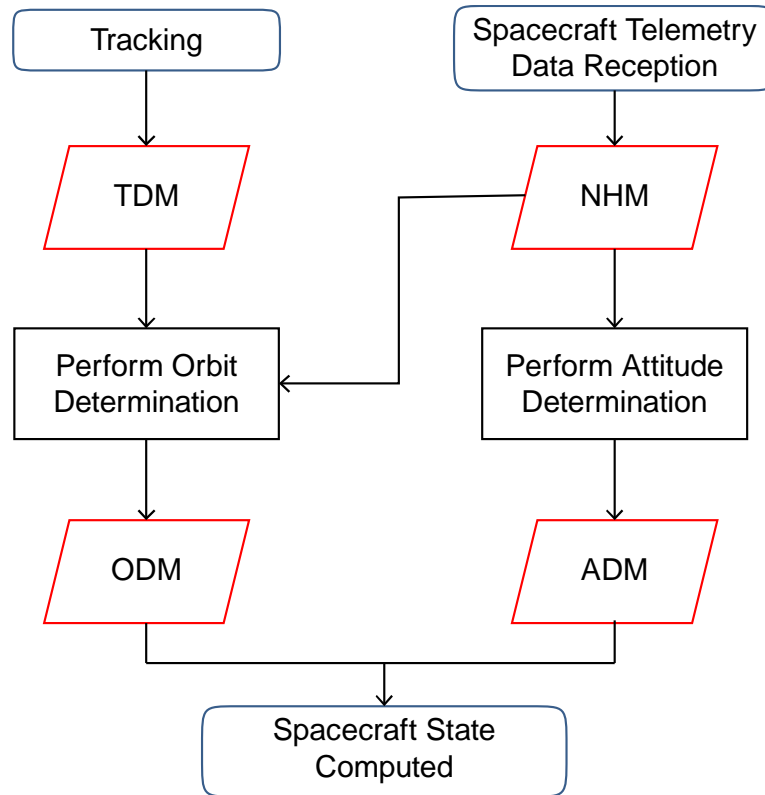 Tracking
Spacecraft Telemetry
Data Reception
TDM
NHM
Perform Orbit
Determination
Perform Attitude
Determination
ODM
ADM
Spacecraft State
Computed